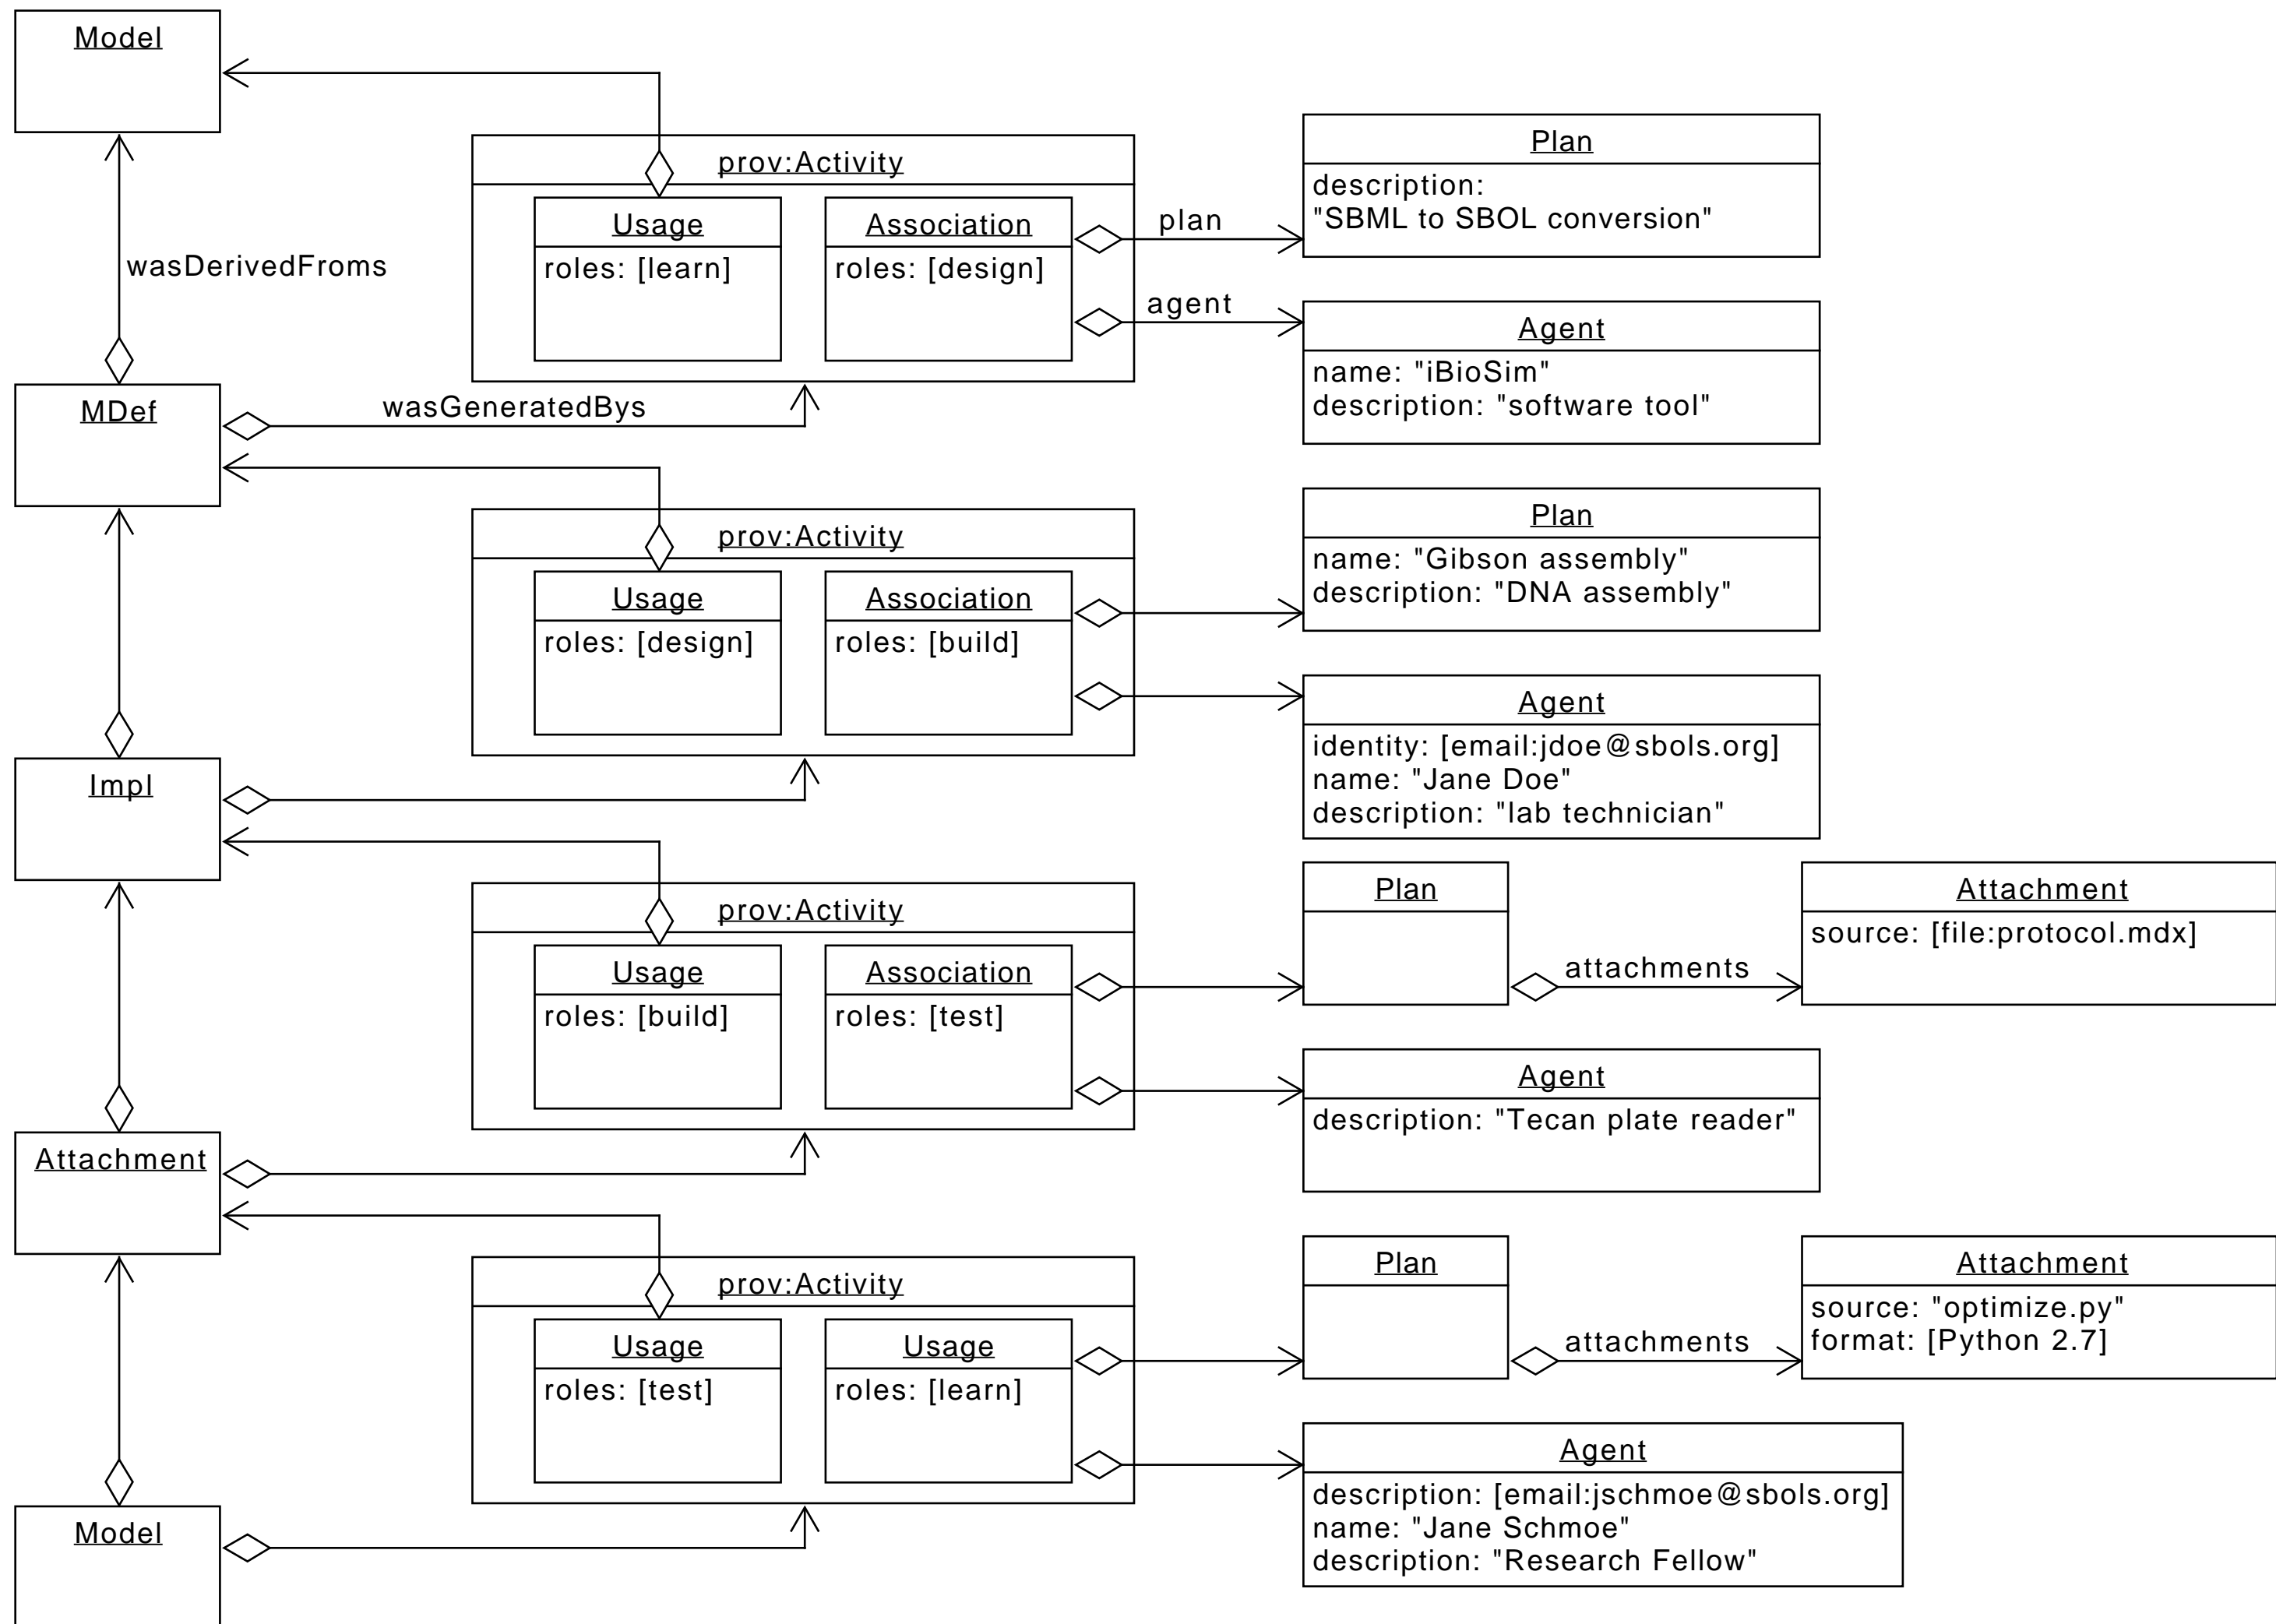 Model
prov:Activity
Plan
description:
"SBML to SBOL conversion"
Usage
roles: [learn]
Association
roles: [design]
plan
agent
wasDerivedFroms
Agent
name: "iBioSim"
description: "software tool"
MDef
wasGeneratedBys
prov:Activity
Plan
name: "Gibson assembly"
description: "DNA assembly"
Usage
roles: [design]
Association
roles: [build]
Agent
identity: [email:jdoe@sbols.org]
name: "Jane Doe"
description: "lab technician"
Impl
prov:Activity
Plan
attachments
Attachment
source: [file:protocol.mdx]
Usage
roles: [build]
Association
roles: [test]
Agent
description: "Tecan plate reader"
Attachment
prov:Activity
Plan
attachments
Attachment
source: "optimize.py"
format: [Python 2.7]
Usage
roles: [test]
Usage
roles: [learn]
Agent
description: [email:jschmoe@sbols.org]
name: "Jane Schmoe"
description: "Research Fellow"
Model